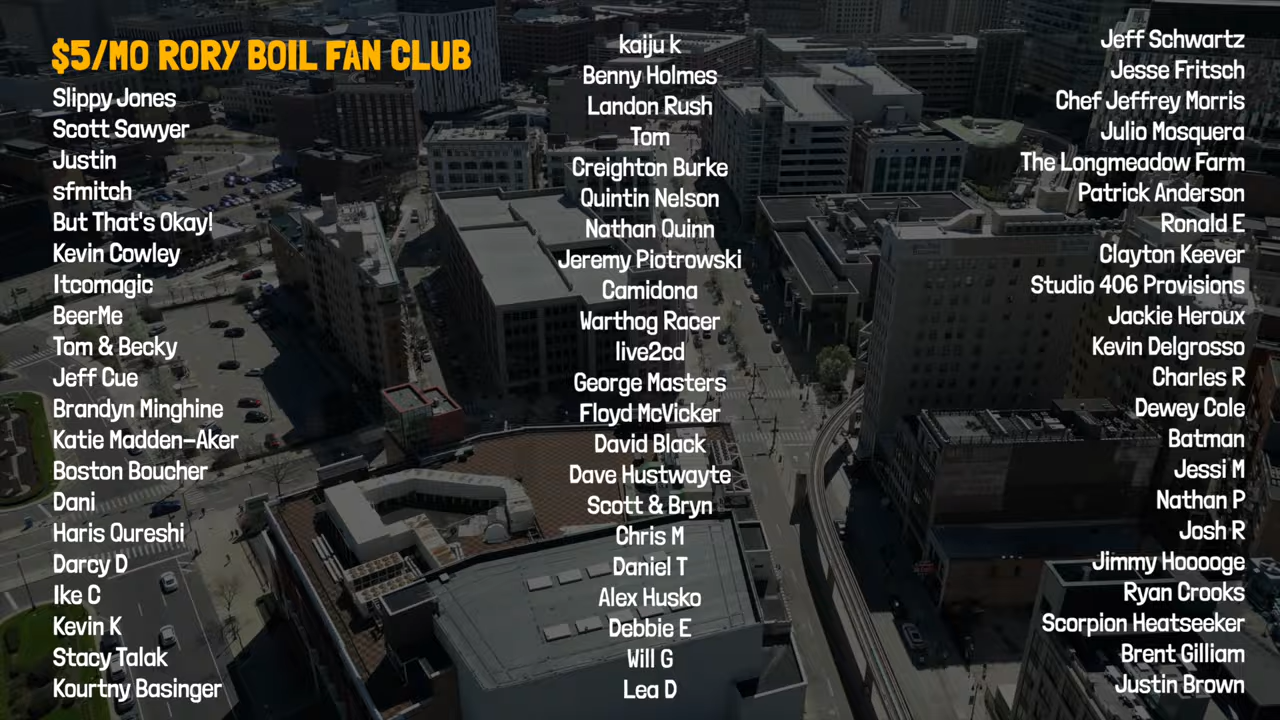 $5/MO RORY BOIL FAN CLUB
Slippy Jones
Scott Sawyer
Justin
sfmitch
But That's Okay!
Kevin Cowley
Itcomagic
BeerMe
Tom & Becky
Jeff Cue
Brandyn Minghine
Katie Madden-Aker
Boston Boucher
Dani
Haris Qureshi
Darcy D
Ike C
Kevin K
Stacy Talak
Kourtny Basinger
kaiju k
Benny Holmes
Landon Rush
Tom
Creighton Burke
Quintin Nelson
Nathan Quinn
Jeremy Piotrowski
Camidona
Warthog Racer
live2cd
George Masters
Floyd McVicker
David Black
Dave Hustwayte
Scott & Bryn
Chris M
Daniel T
Alex Husko
Debbie E
Will G
Lea D
Jeff Schwartz
Jesse Fritsch
Chef Jeffrey Morris
Julio Mosquera
The Longmeadow Farm
Patrick Anderson
Ronald E
Clayton Keever
Studio 406 Provisions
Jackie Heroux
Kevin Delgrosso
Charles R
Dewey Cole
Batman
Jessi M
Nathan P
Josh R
Jimmy Hooooge
Ryan Crooks
Scorpion Heatseeker
Brent Gilliam
Justin Brown